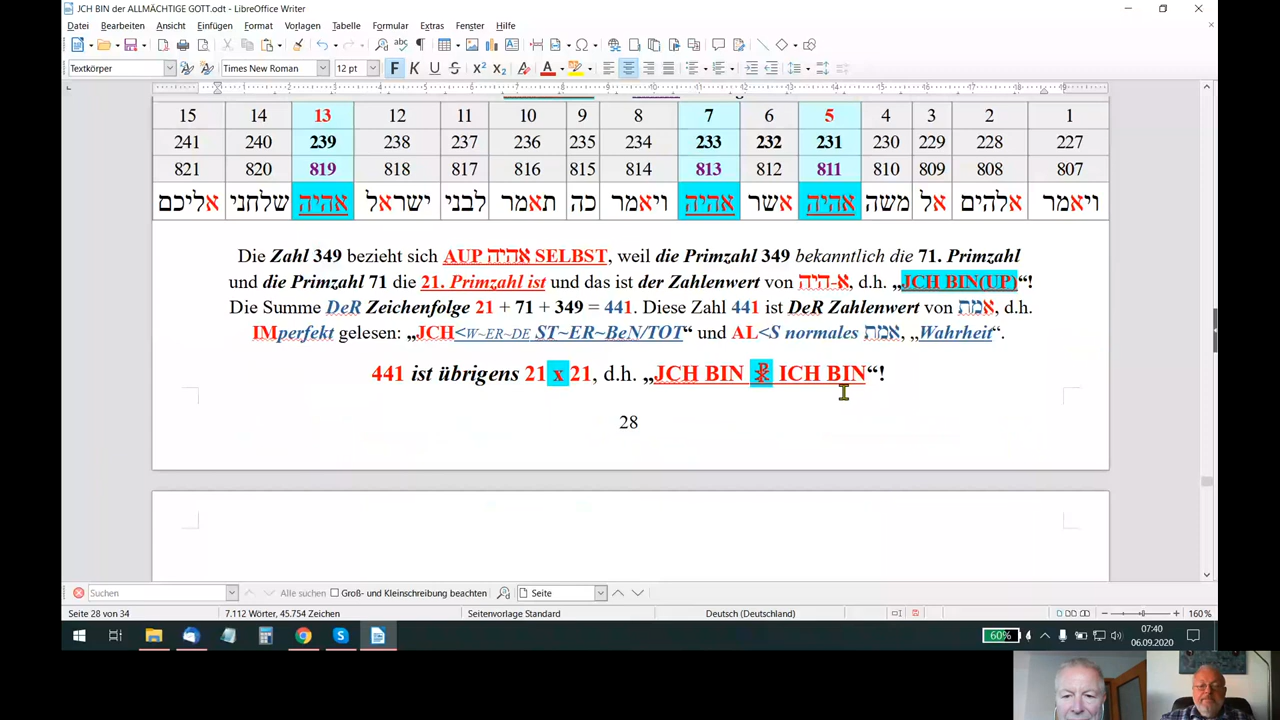 JCH BIN der ALLMÄCHTIGE GOTT.odt - LibreOffice Writer
Datei Bearbeiten Ansicht Einfügen Format Vorlagen Tabelle Formular Extras Fenster Hilfe
Textkörper Times New Roman 12 pt F K U S
15 14 13 12 11 10 9 8 7 6 5 4 3 2 1
241 240 239 238 237 236 235 234 233 232 231 230 229 228 227
821 820 819 818 817 816 815 814 813 812 811 810 809 808 807
ויאמר אלהים אל משה אהיה אשר אהיה ויאמר כה תאמר לבני ישראל אהיה שלחני אליכם
Die Zahl 349 bezieht sich AUP אהיה SELBST, weil die Primzahl 349 bekanntlich die 71. Primzahl
und die Primzahl 71 die 21. Primzahl ist und das ist der Zahlenwert von א-היה, d.h. „JCH BIN(UP)“!
Die Summe DeR Zeichenfolge 21 + 71 + 349 = 441. Diese Zahl 441 ist DeR Zahlenwert von אמת, d.h.
IMperfekt gelesen: „JCH<W~ER~DE ST~ER~BeN/TOT“ und AL<S normales אמת, „Wahrheit“.
441 ist übrigens 21 x 21, d.h. „JCH BIN ☧ ICH BIN“!
28
Suchen Alle suchen Groß- und Kleinschreibung beachten Seite
Seite 28 von 34 7.112 Wörter, 45.754 Zeichen Seitenvorlage Standard Deutsch (Deutschland) 160%
60% 07:40
06.09.2020